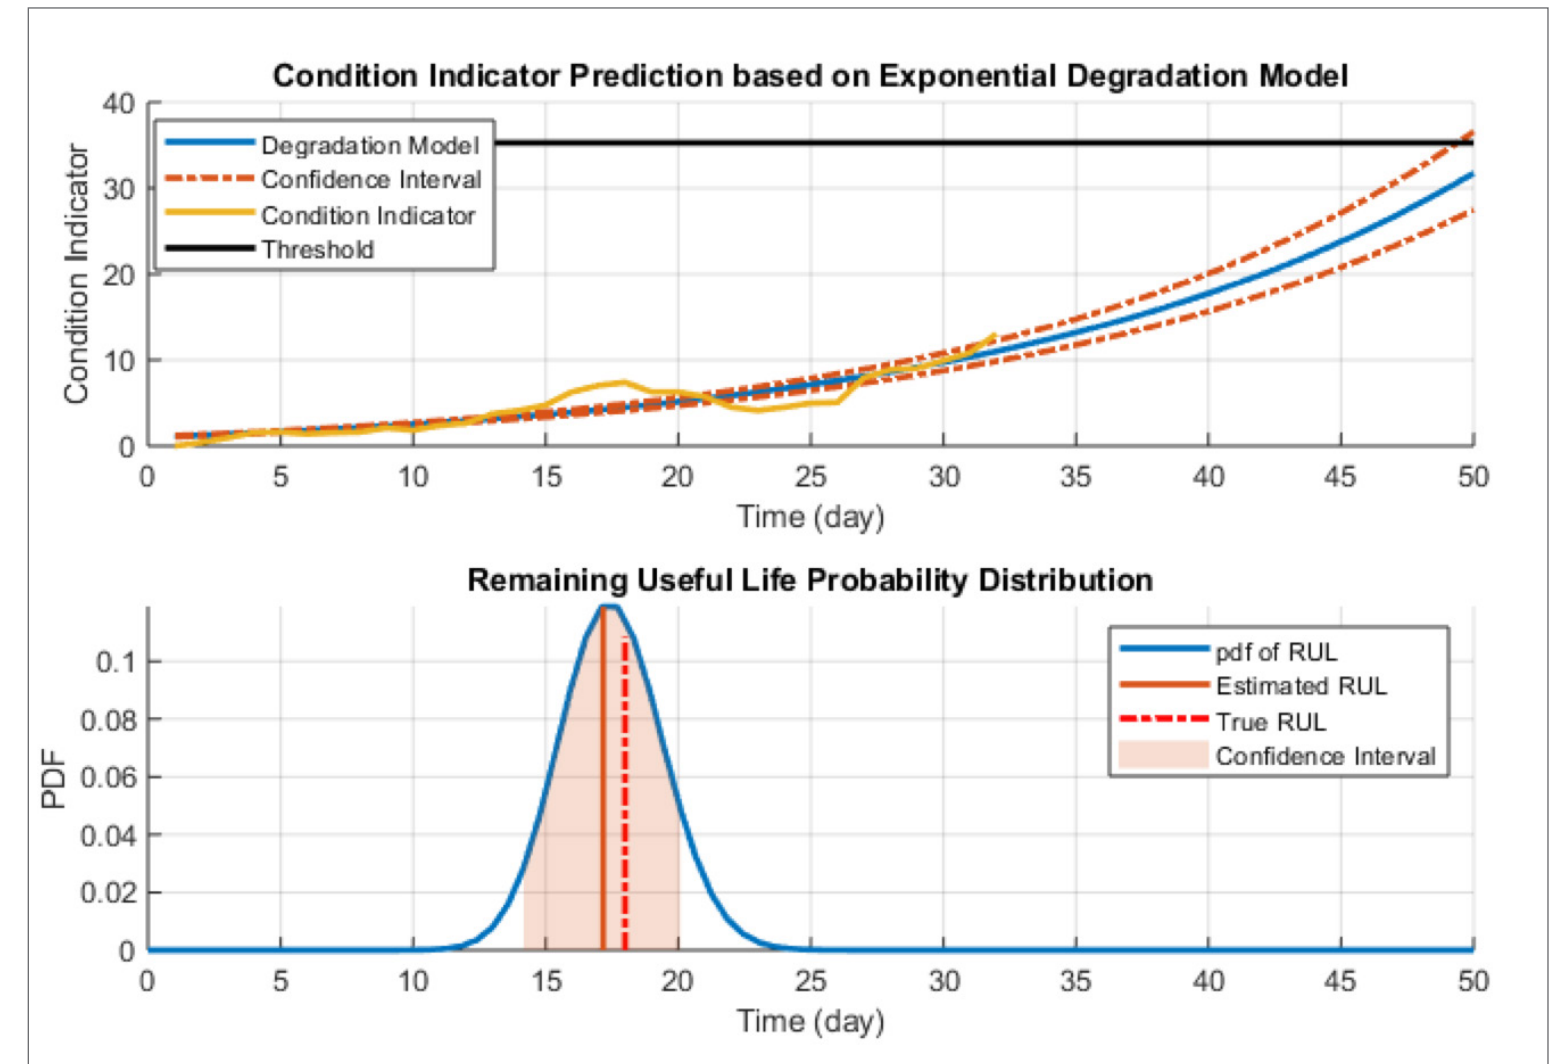 Condition Indicator Prediction based on Exponential Degradation Model
40
30
20
10
0
Condition Indicator
Degradation Model
Confidence Interval
Condition Indicator
Threshold
0 5 10 15 20 25 30 35 40 45 50
Time (day)
Remaining Useful Life Probability Distribution
0.1
0.08
0.06
0.04
0.02
0
PDF
pdf of RUL
Estimated RUL
True RUL
Confidence Interval
0 5 10 15 20 25 30 35 40 45 50
Time (day)